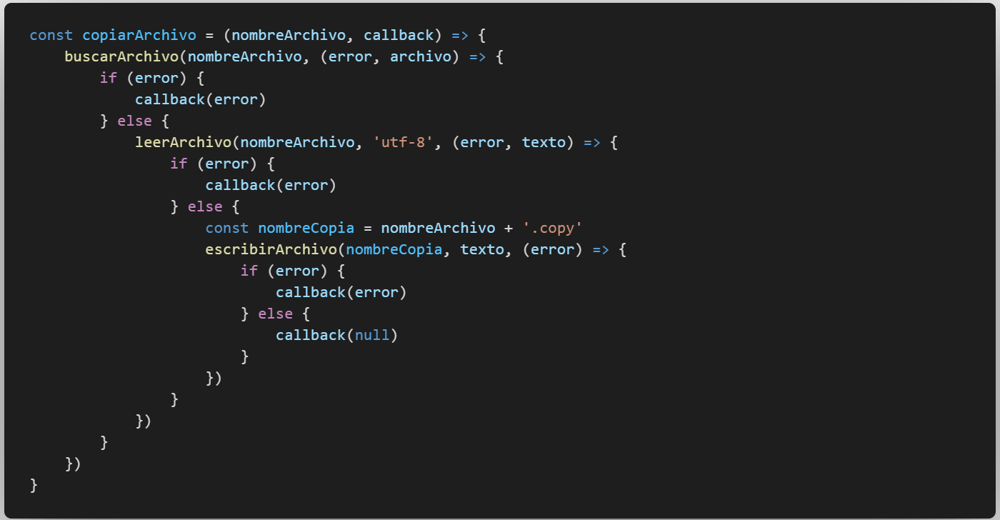 const copiarArchivo = (nombreArchivo, callback) => {
    buscarArchivo(nombreArchivo, (error, archivo) => {
        if (error) {
            callback(error)
        } else {
            leerArchivo(nombreArchivo, 'utf-8', (error, texto) => {
                if (error) {
                    callback(error)
                } else {
                    const nombreCopia = nombreArchivo + '.copy'
                    escribirArchivo(nombreCopia, texto, (error) => {
                        if (error) {
                            callback(error)
                        } else {
                            callback(null)
                        }
                    })
                }
            })
        }
    })
}